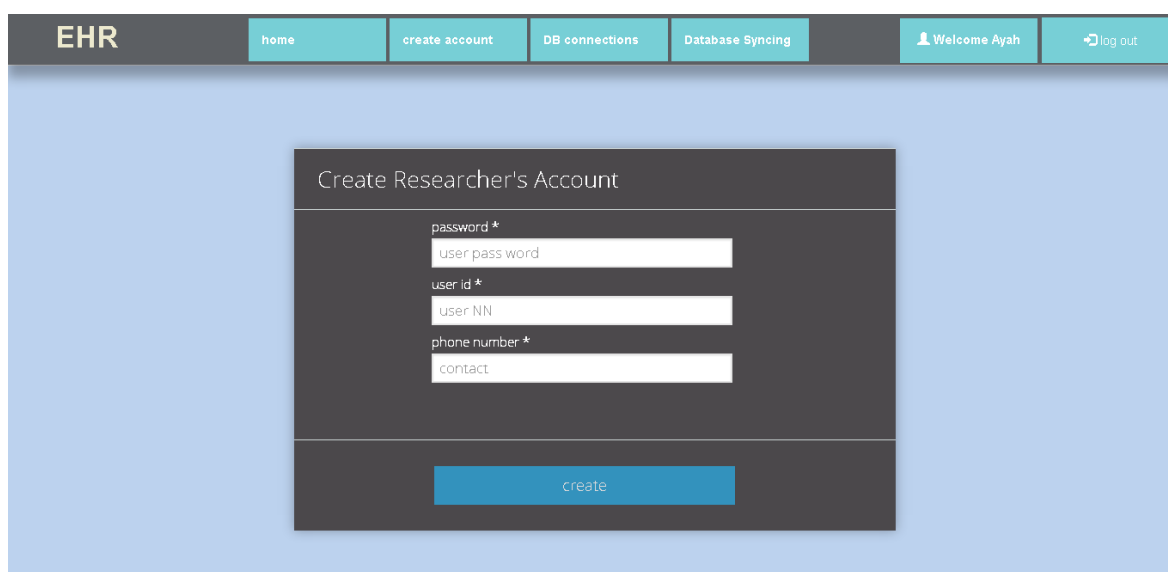 EHR
home
create account
DB connections
Database Syncing
Welcome Ayah
log out
Create Researcher's Account
password *
user pass word
user id *
user NN
phone number *
contact
create